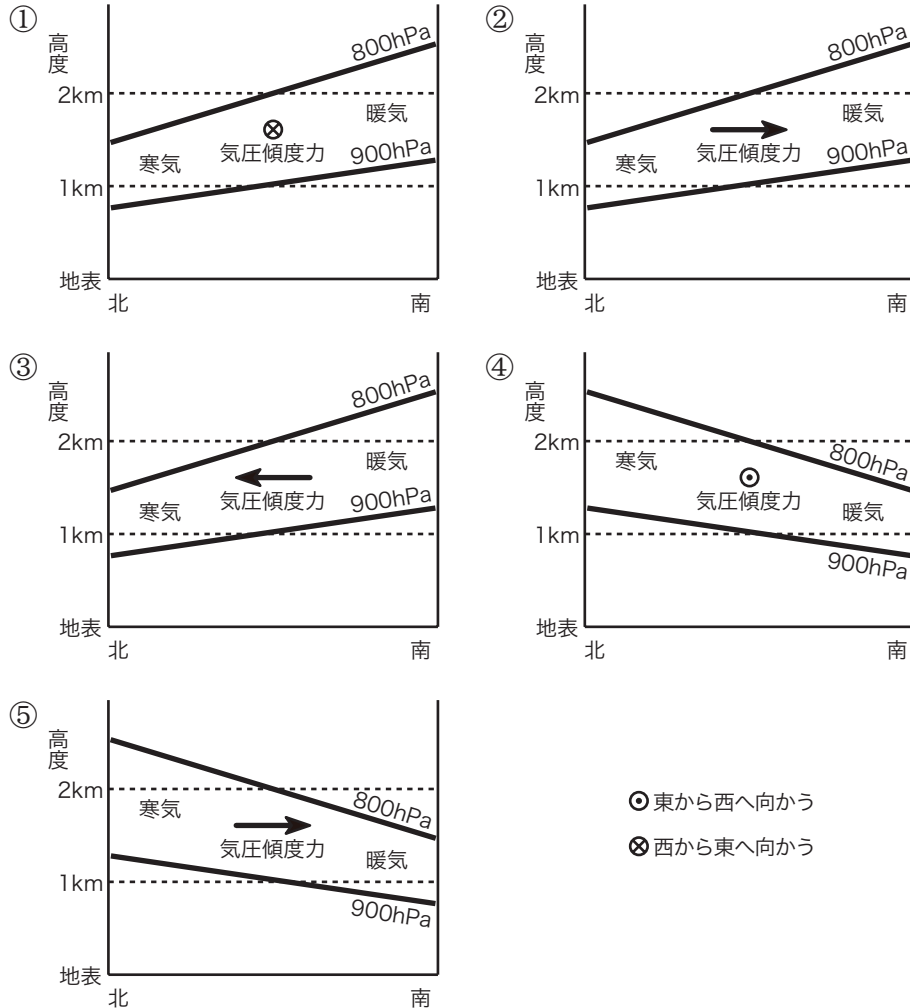 ①
高度
800hPa
2km
暖気
気圧傾度力
寒気
900hPa
1km
地表
北
南
②
高度
800hPa
2km
暖気
気圧傾度力
寒気
900hPa
1km
地表
北
南
③
高度
800hPa
2km
暖気
気圧傾度力
寒気
900hPa
1km
地表
北
南
④
高度
2km
寒気
800hPa
気圧傾度力
暖気
1km
900hPa
地表
北
南
⑤
高度
2km
寒気
800hPa
気圧傾度力
暖気
1km
900hPa
地表
北
南
東から西へ向かう
西から東へ向かう